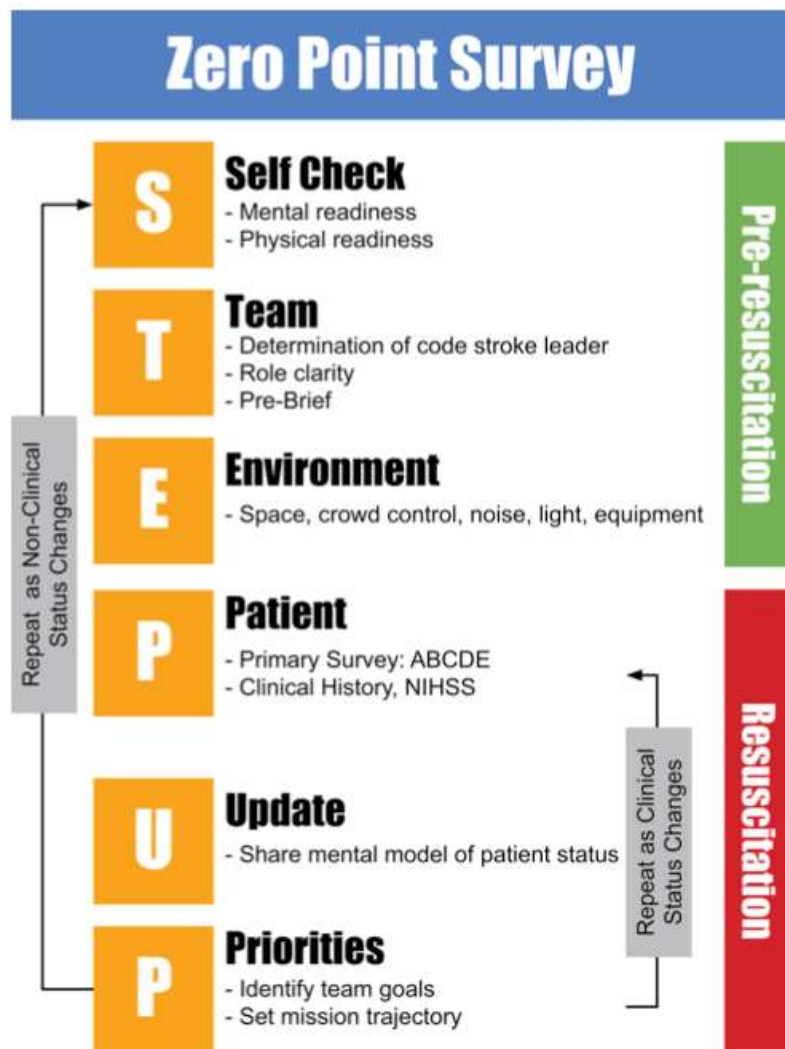 Zero Point Survey
S
Self Check
- Mental readiness
- Physical readiness
T
Team
- Determination of code stroke leader
- Role clarity
- Pre-Brief
E
Environment
- Space, crowd control, noise, light, equipment
P
Patient
- Primary Survey: ABCDE
- Clinical History, NIHSS
U
Update
- Share mental model of patient status
P
Priorities
- Identify team goals
- Set mission trajectory
Repeat as Non-Clinical
Status Changes
Repeat as Clinical
Status Changes
Pre-resuscitation
Resuscitation